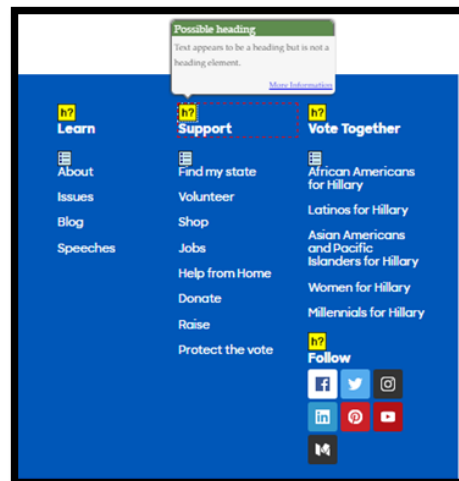 Possible heading
Text appears to be a heading but is not a
heading element.
More Information
h?
Learn
About
Issues
Blog
Speeches
h?
Support
Find my state
Volunteer
Shop
Jobs
Help from Home
Donate
Raise
Protect the vote
h?
Vote Together
African Americans
for Hillary
Latinos for Hillary
Asian Americans
and Pacific
Islanders for Hillary
Women for Hillary
Millennials for Hillary
h?
Follow